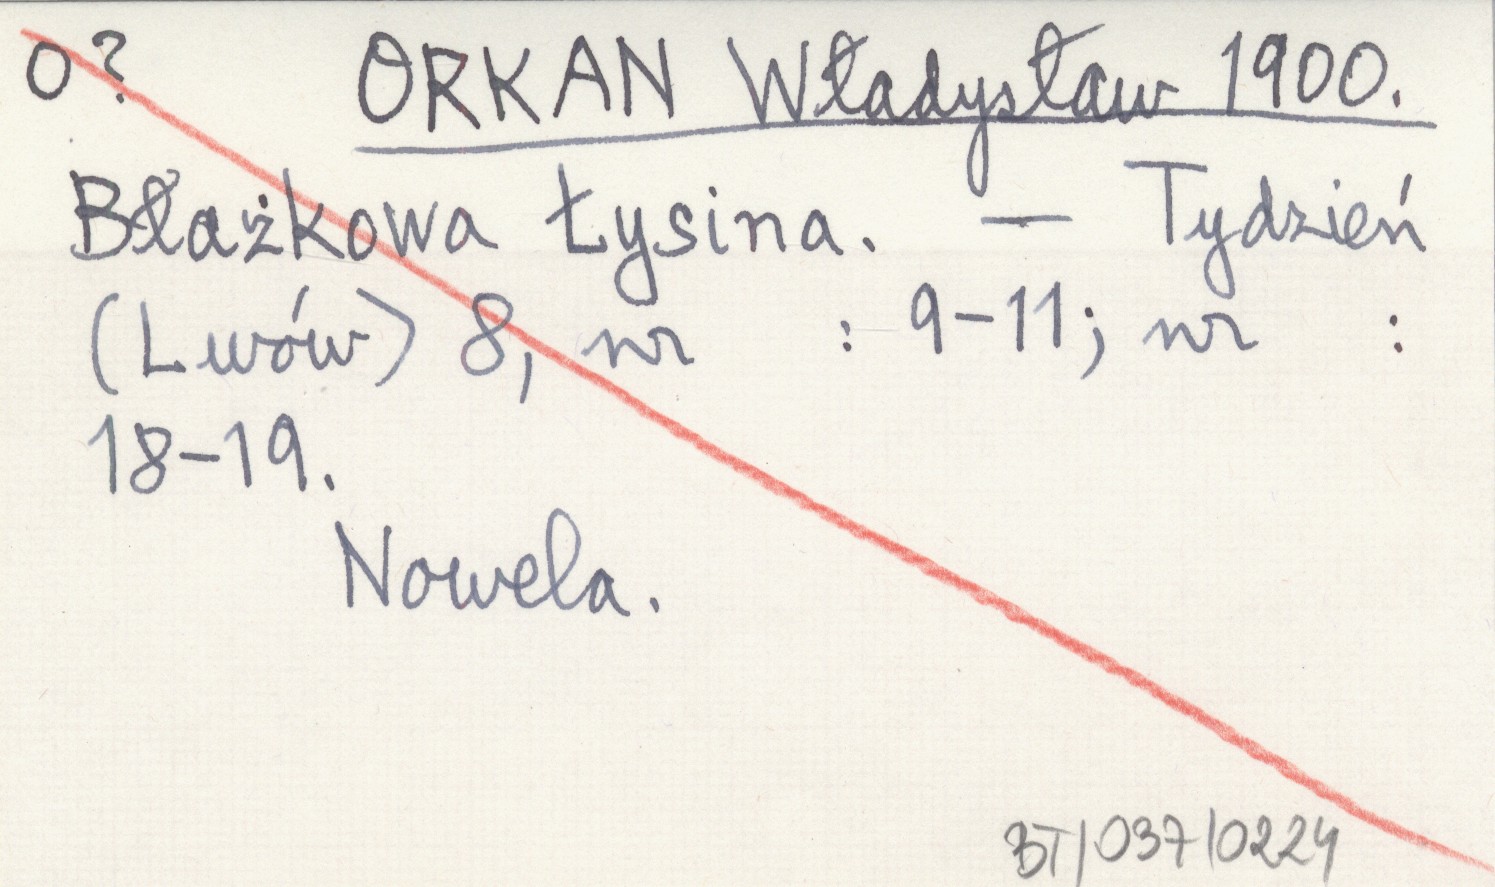 O? ORKAN Władysław 1900.
Błażkowa Łysina. — Tydzień
(Lwów) 8, nr : 9-11; nr :
18-19.
Nowela.
BT/037/0224